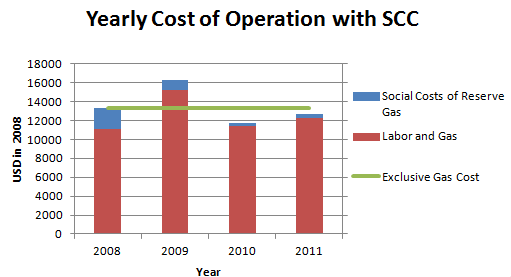 Yearly Cost of Operation with SCC
18000
16000
14000
12000
10000
8000
6000
4000
2000
0
USD in 2008
2008
2009
2010
2011
Year
Social Costs of Reserve
Gas
Labor and Gas
Exclusive Gas Cost